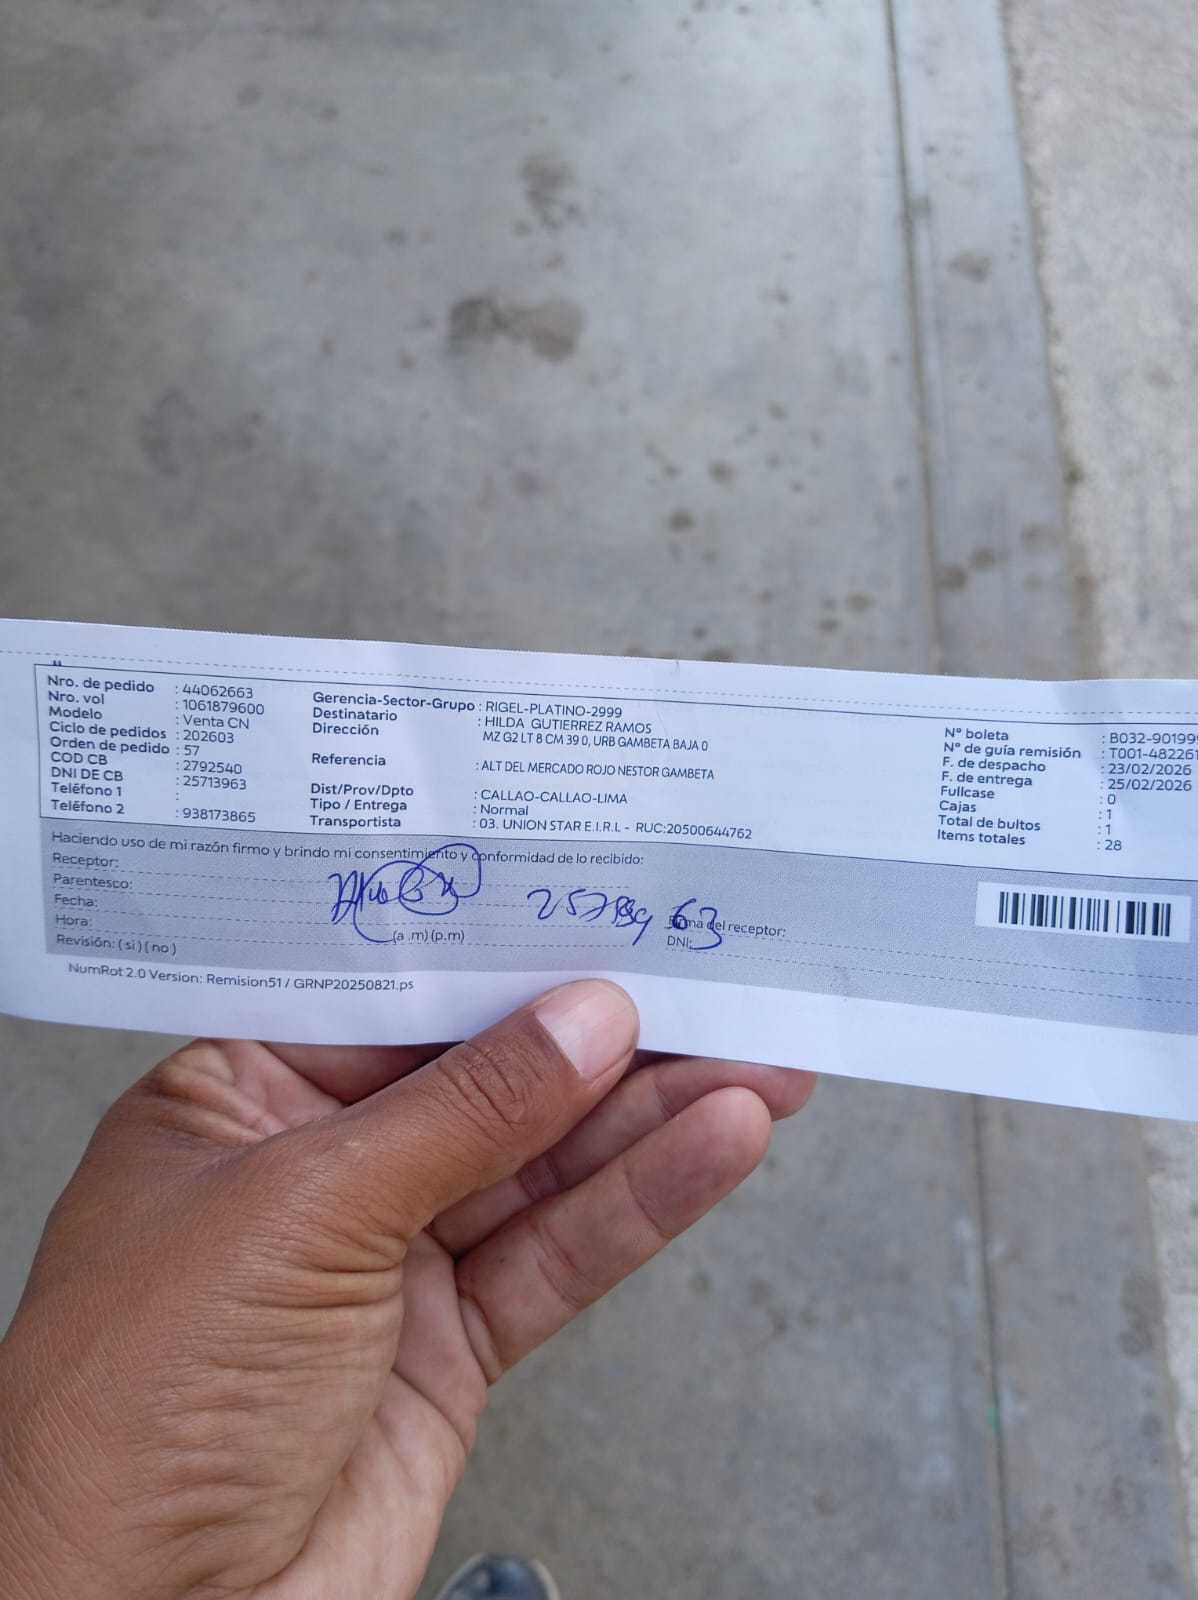 Nro. de pedido : 44062663
Nro. vol : 1061879600
Modelo : Venta CN
Ciclo de pedidos : 202603
Orden de pedido : 57
COD CB : 2792540
DNI DE CB : 25713963
Teléfono 1 :
Teléfono 2 : 938173865
Gerencia-Sector-Grupo : RIGEL-PLATINO-2999
Destinatario : HILDA GUTIERREZ RAMOS
Dirección MZ G2 LT 8 CM 39 0, URB GAMBETA BAJA 0
Referencia : ALT DEL MERCADO ROJO NESTOR GAMBETA
Dist/Prov/Dpto : CALLAO-CALLAO-LIMA
Tipo / Entrega : Normal
Transportista : 03. UNION STAR E.I.R.L - RUC:20500644762
N° boleta : B032-901999
N° de guía remisión : T001-482261
F. de despacho : 23/02/2026
F. de entrega : 25/02/2026
Fullcase : 0
Cajas : 1
Total de bultos : 1
Items totales : 28
Haciendo uso de mi razón firmo y brindo mi consentimiento y conformidad de lo recibido:
Receptor:
Parentesco:
Fecha:
Hora: (a .m) (p.m)
Revisión: ( si ) ( no )
Firma del receptor:
DNI:
NumRot 2.0 Version: Remision51 / GRNP20250821.ps